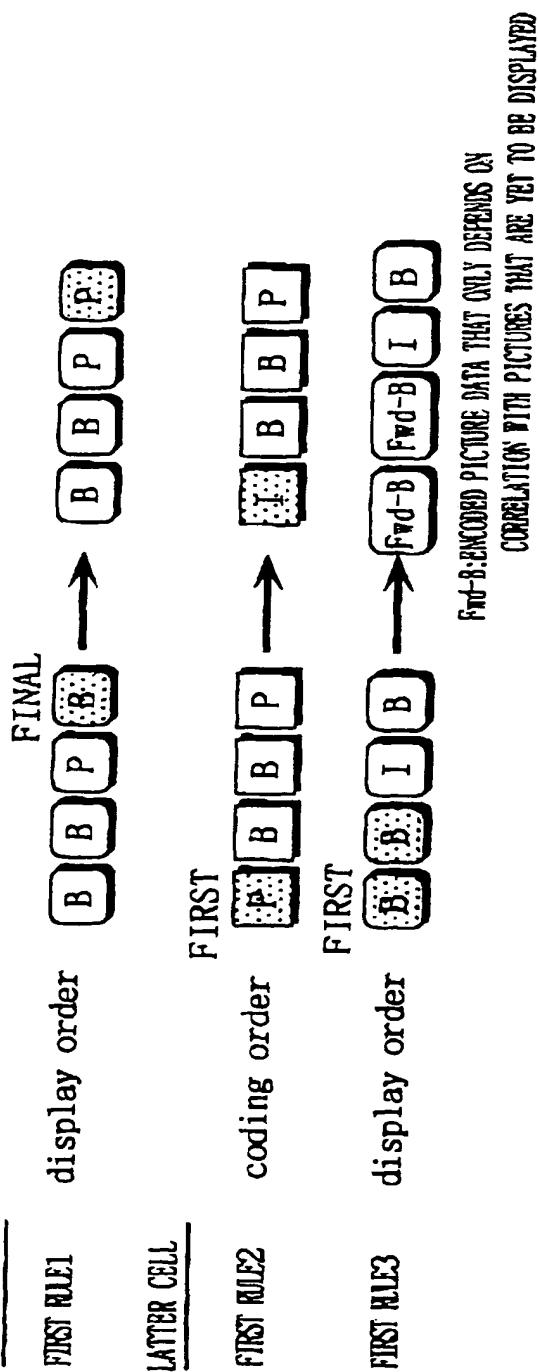 FIRST RULE1
display order
B B P B
FINAL
B B P P
LATTER CELL
FIRST RULE2
coding order
FIRST
P B B P
I B B P
FIRST RULE3
display order
FIRST
B B I B
Fwd-B Fwd-B I B
Fwd-B:ENCODED PICTURE DATA THAT ONLY DEPENDS ON
CORRELATION WITH PICTURES THAT ARE YET TO BE DISPLAYED